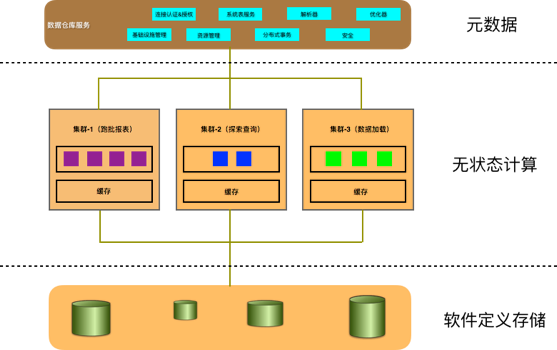 连接认证&授权
系统表服务
解析器
优化器
数据仓库服务
基础设施管理
资源管理
分布式事务
安全
元数据
集群-1（跑批报表）
集群-2（探索查询）
集群-3（数据加载）
缓存
缓存
缓存
无状态计算
软件定义存储